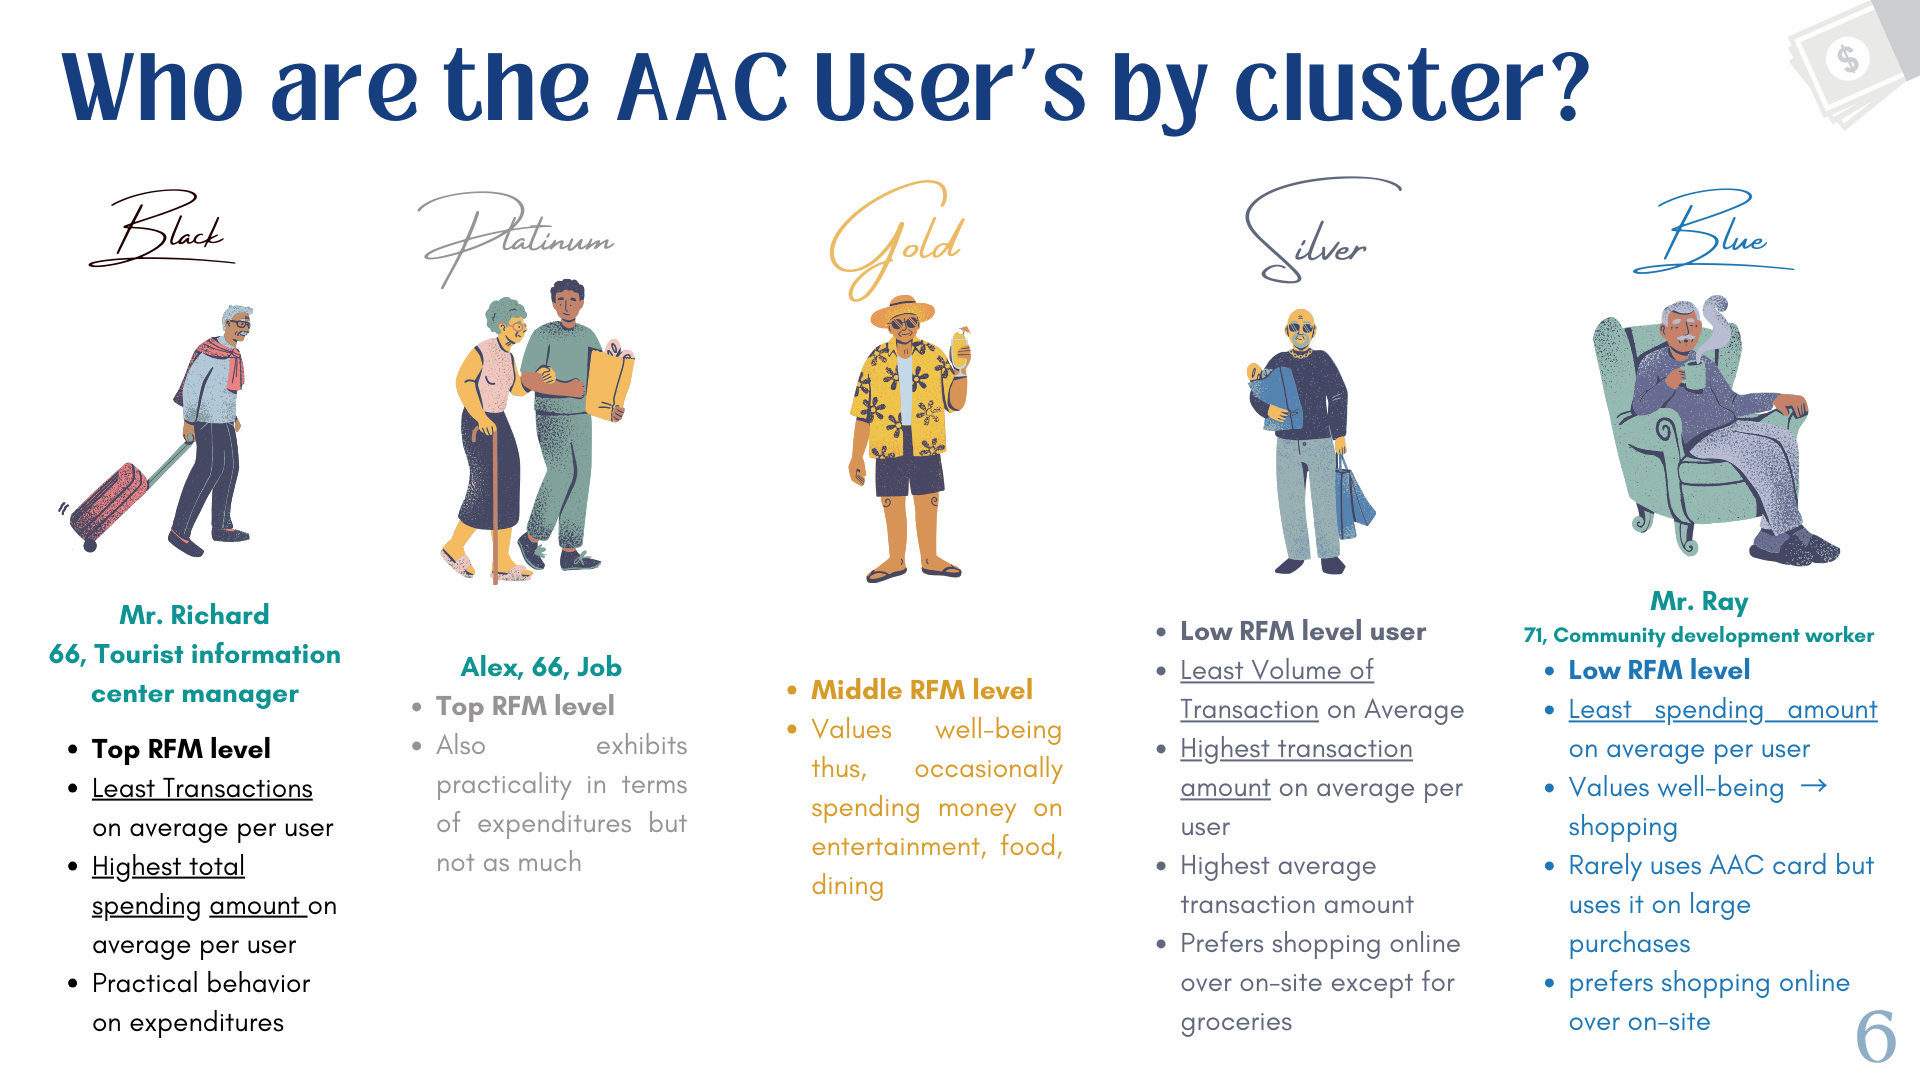 Who are the AAC User's by cluster?
$
Black
Platinum
Gold
Silver
Blue
Mr. Richard
66, Tourist information
center manager
• Top RFM level
• Least Transactions
on average per user
• Highest total
spending amount on
average per user
• Practical behavior
on expenditures
Alex, 66, Job
• Top RFM level
• Also exhibits
practicality in terms
of expenditures but
not as much
• Middle RFM level
• Values well-being
thus, occasionally
spending money on
entertainment, food,
dining
• Low RFM level user
• Least Volume of
Transaction on Average
• Highest transaction
amount on average per
user
• Highest average
transaction amount
• Prefers shopping online
over on-site except for
groceries
Mr. Ray
71, Community development worker
• Low RFM level
• Least spending amount
on average per user
• Values well-being →
shopping
• Rarely uses AAC card but
uses it on large
purchases
• prefers shopping online
over on-site
6